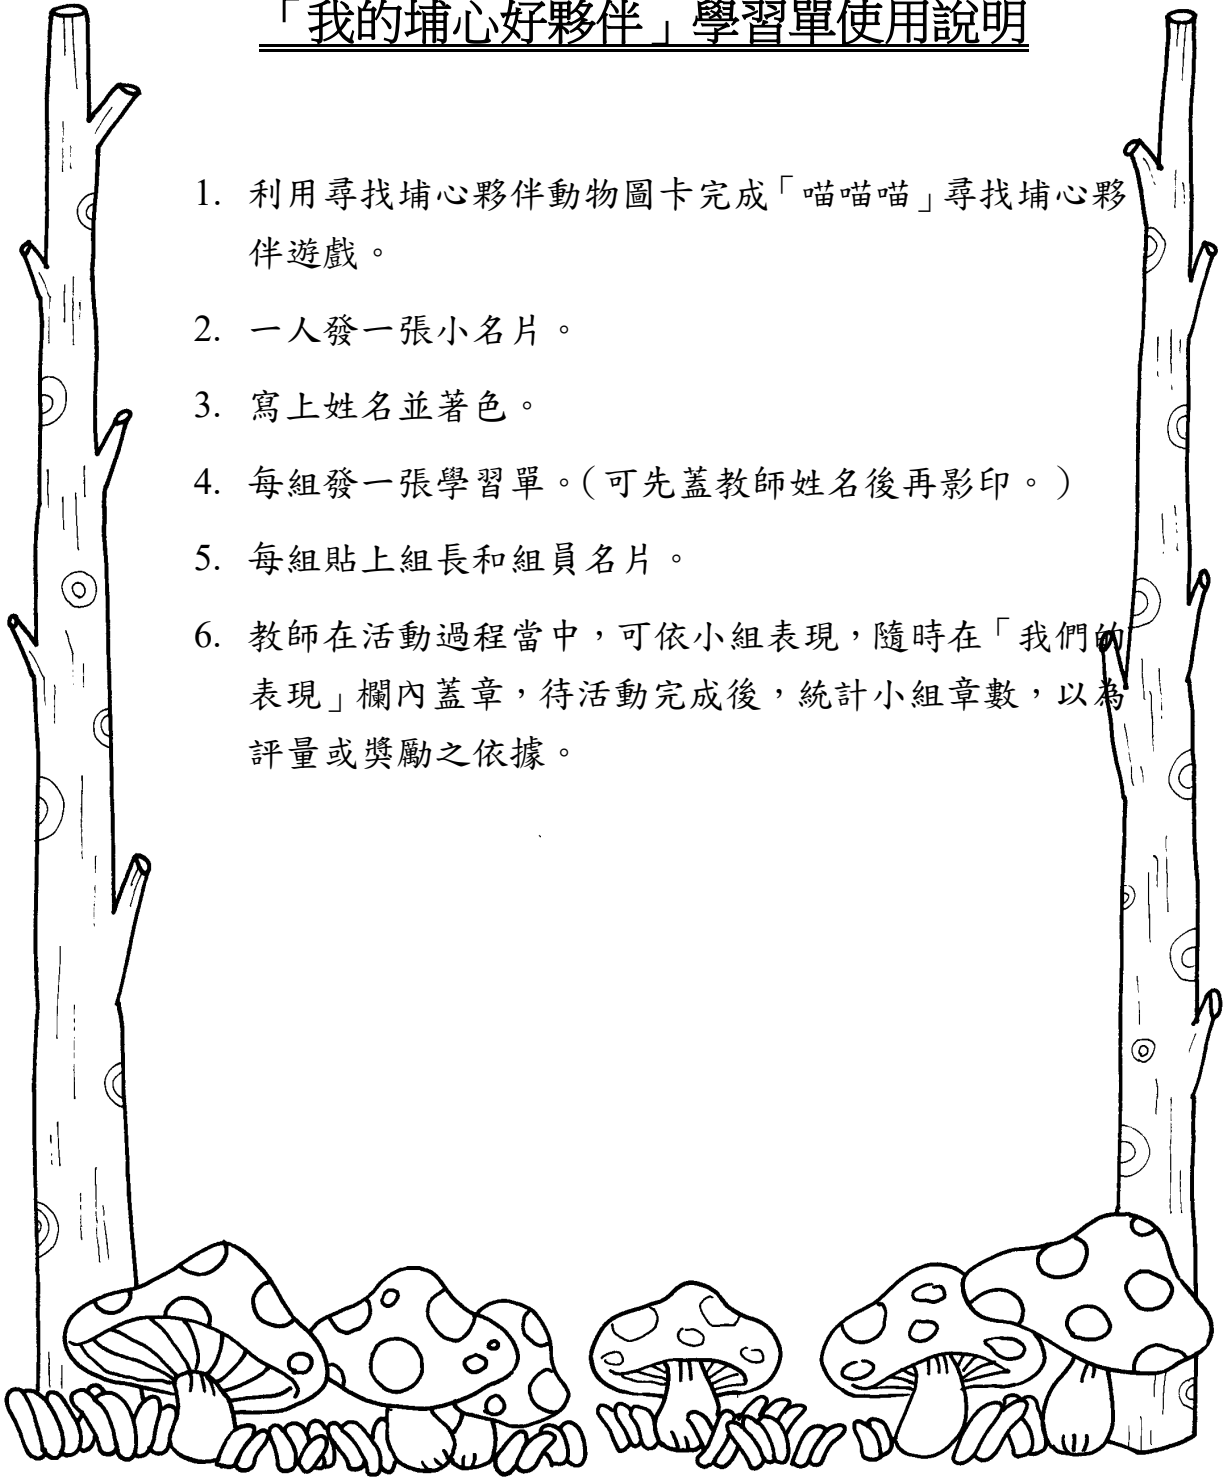 「我的埔心好夥伴」學習單使用說明
1. 利用尋找埔心夥伴動物圖卡完成「喵喵喵」尋找埔心夥
伴遊戲。
2. 一人發一張小名片。
3. 寫上姓名並著色。
4. 每組發一張學習單。(可先蓋教師姓名後再影印。)
5. 每組貼上組長和組員名片。
6. 教師在活動過程當中，可依小組表現，隨時在「我們的
表現」欄內蓋章，待活動完成後，統計小組章數，以為
評量或獎勵之依據。